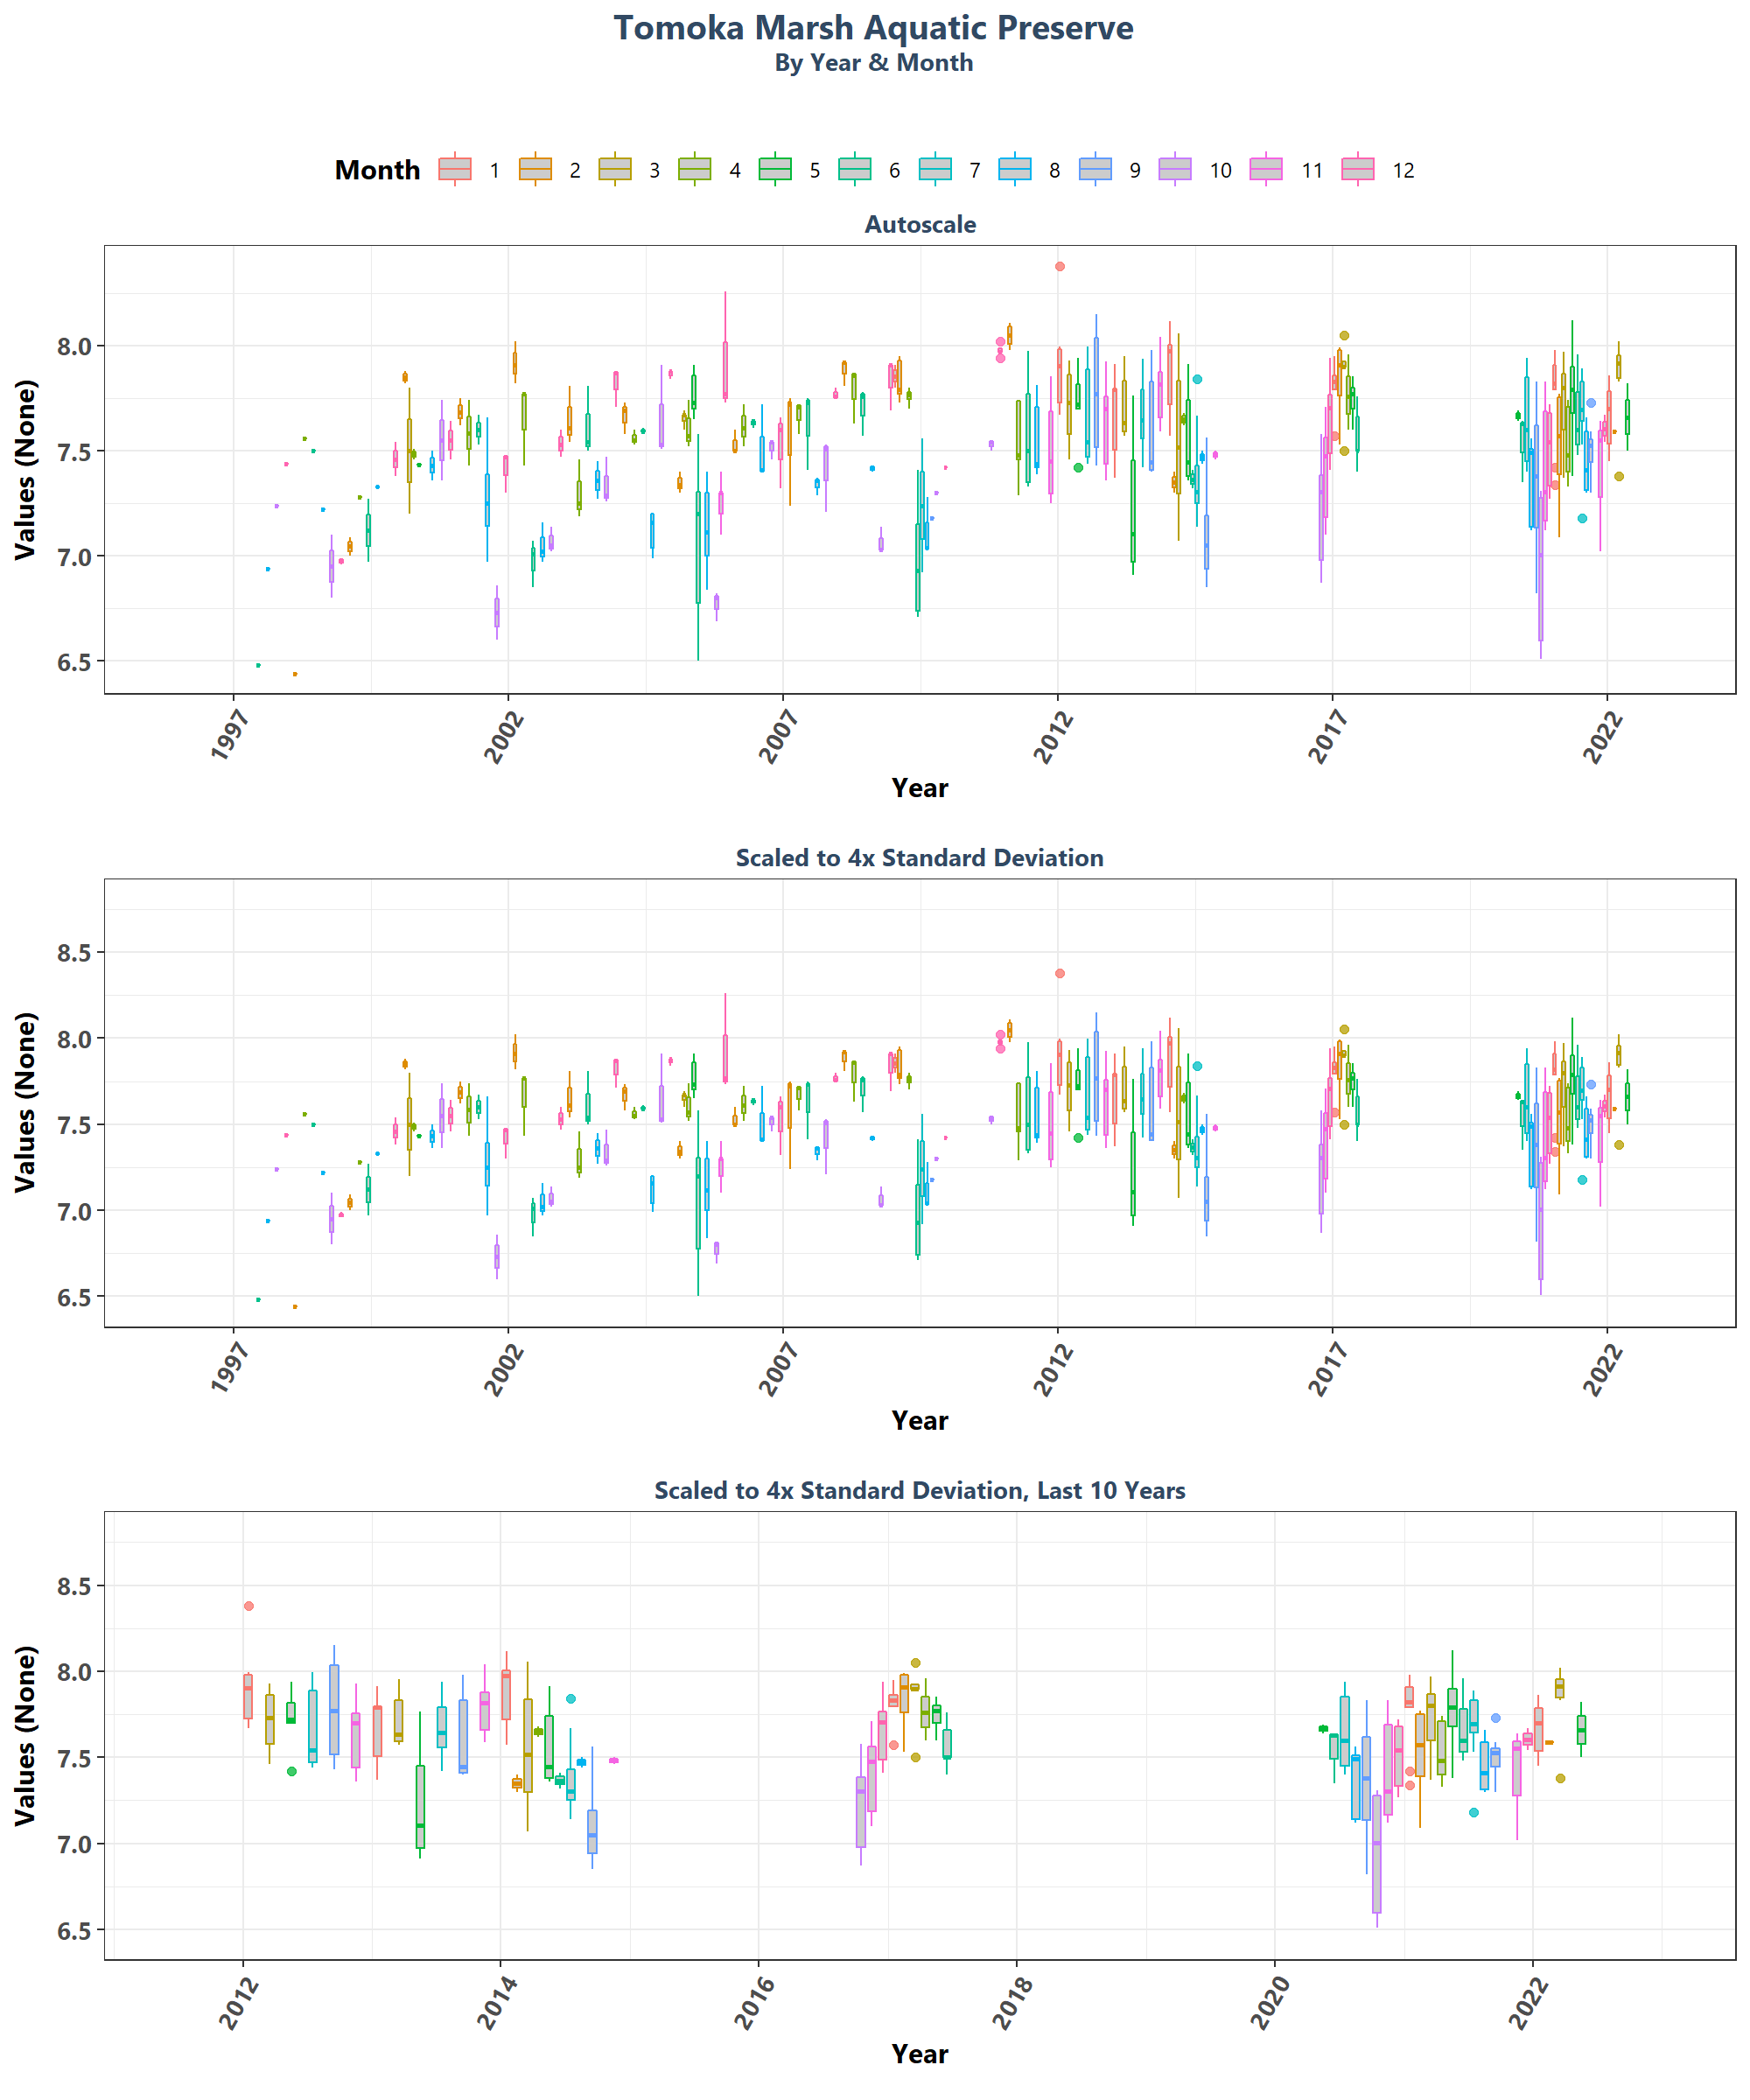 Tomoka Marsh Aquatic Preserve
By Year & Month
Month 1 2 3 4 5 6 7 8 9 10 11 12
Autoscale
Values (None)
8.0
7.5
7.0
6.5
1997 2002 2007 2012 2017 2022
Year
Scaled to 4x Standard Deviation
Values (None)
8.5
8.0
7.5
7.0
6.5
1997 2002 2007 2012 2017 2022
Year
Scaled to 4x Standard Deviation, Last 10 Years
Values (None)
8.5
8.0
7.5
7.0
6.5
2012 2014 2016 2018 2020 2022
Year